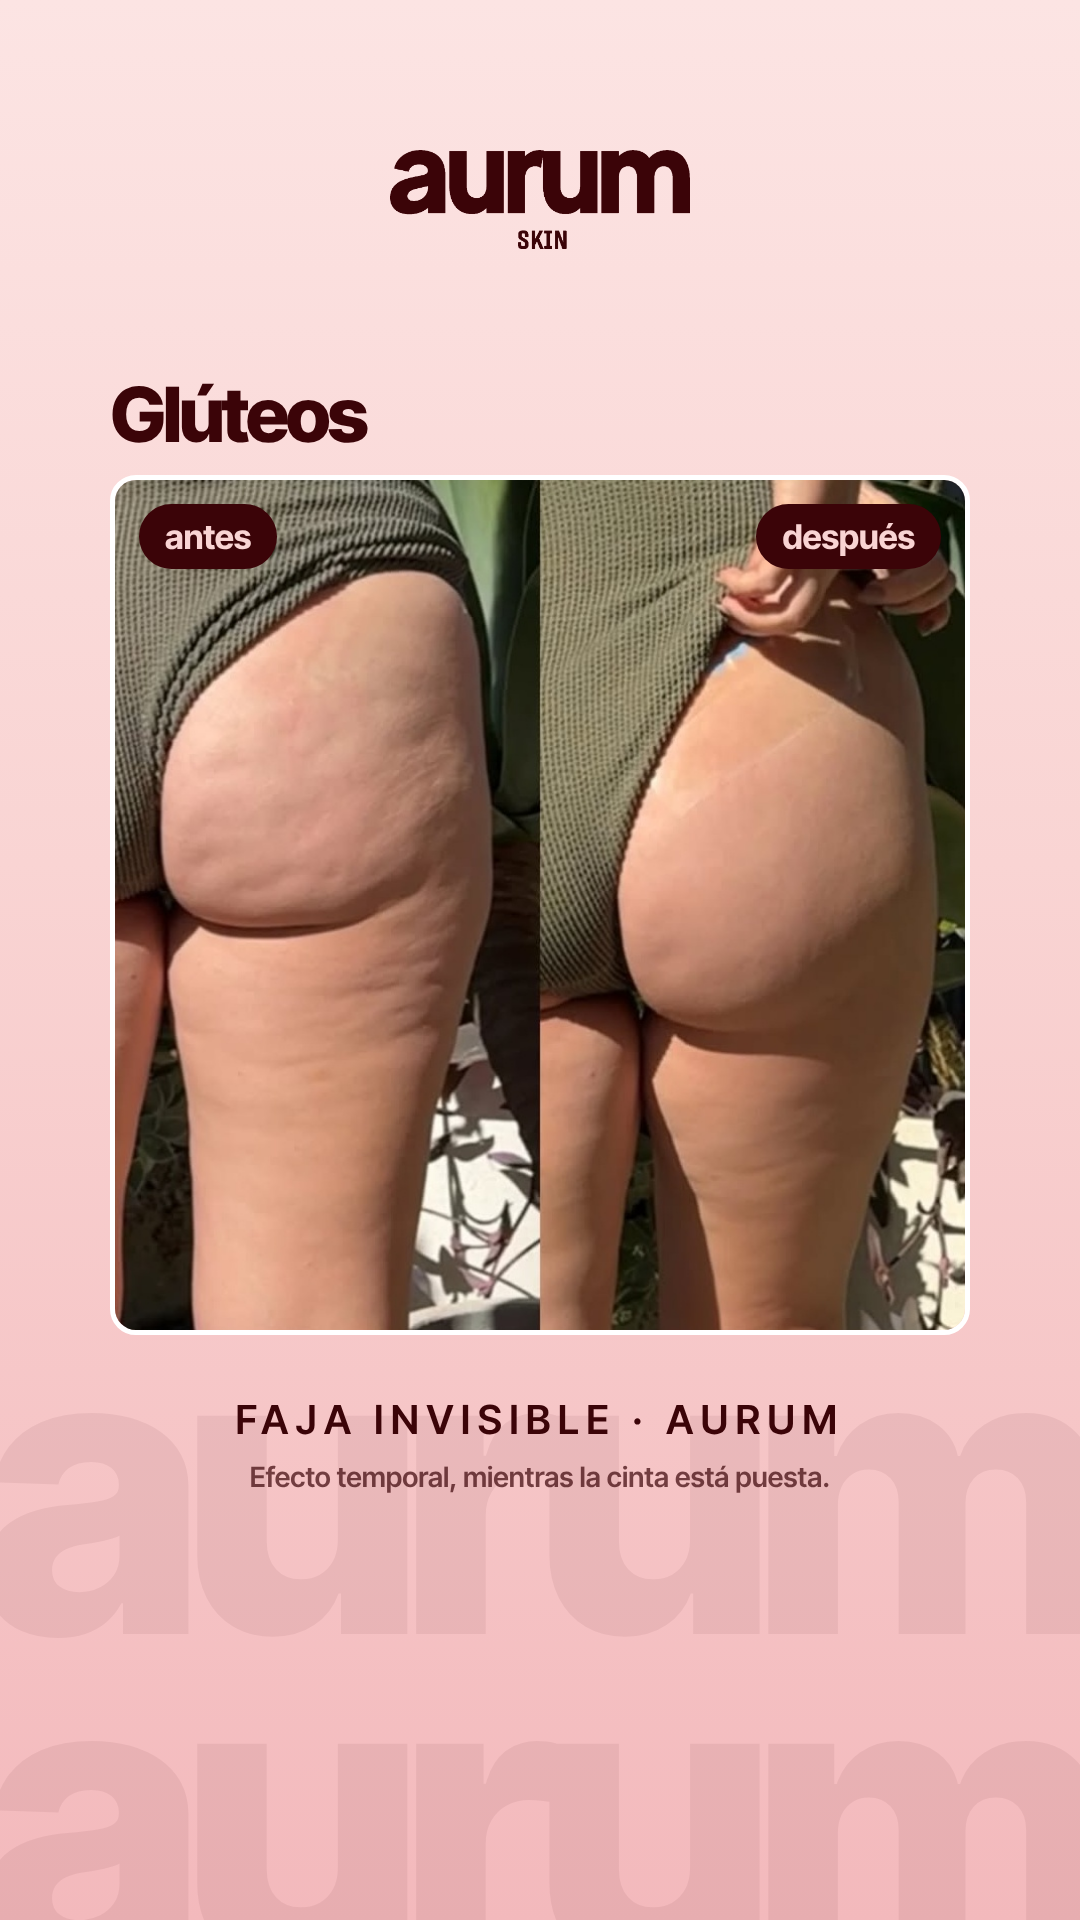 aurum
SKIN
Glúteos
antes
después
FAJA INVISIBLE · AURUM
Efecto temporal, mientras la cinta está puesta.
aurum
aurum